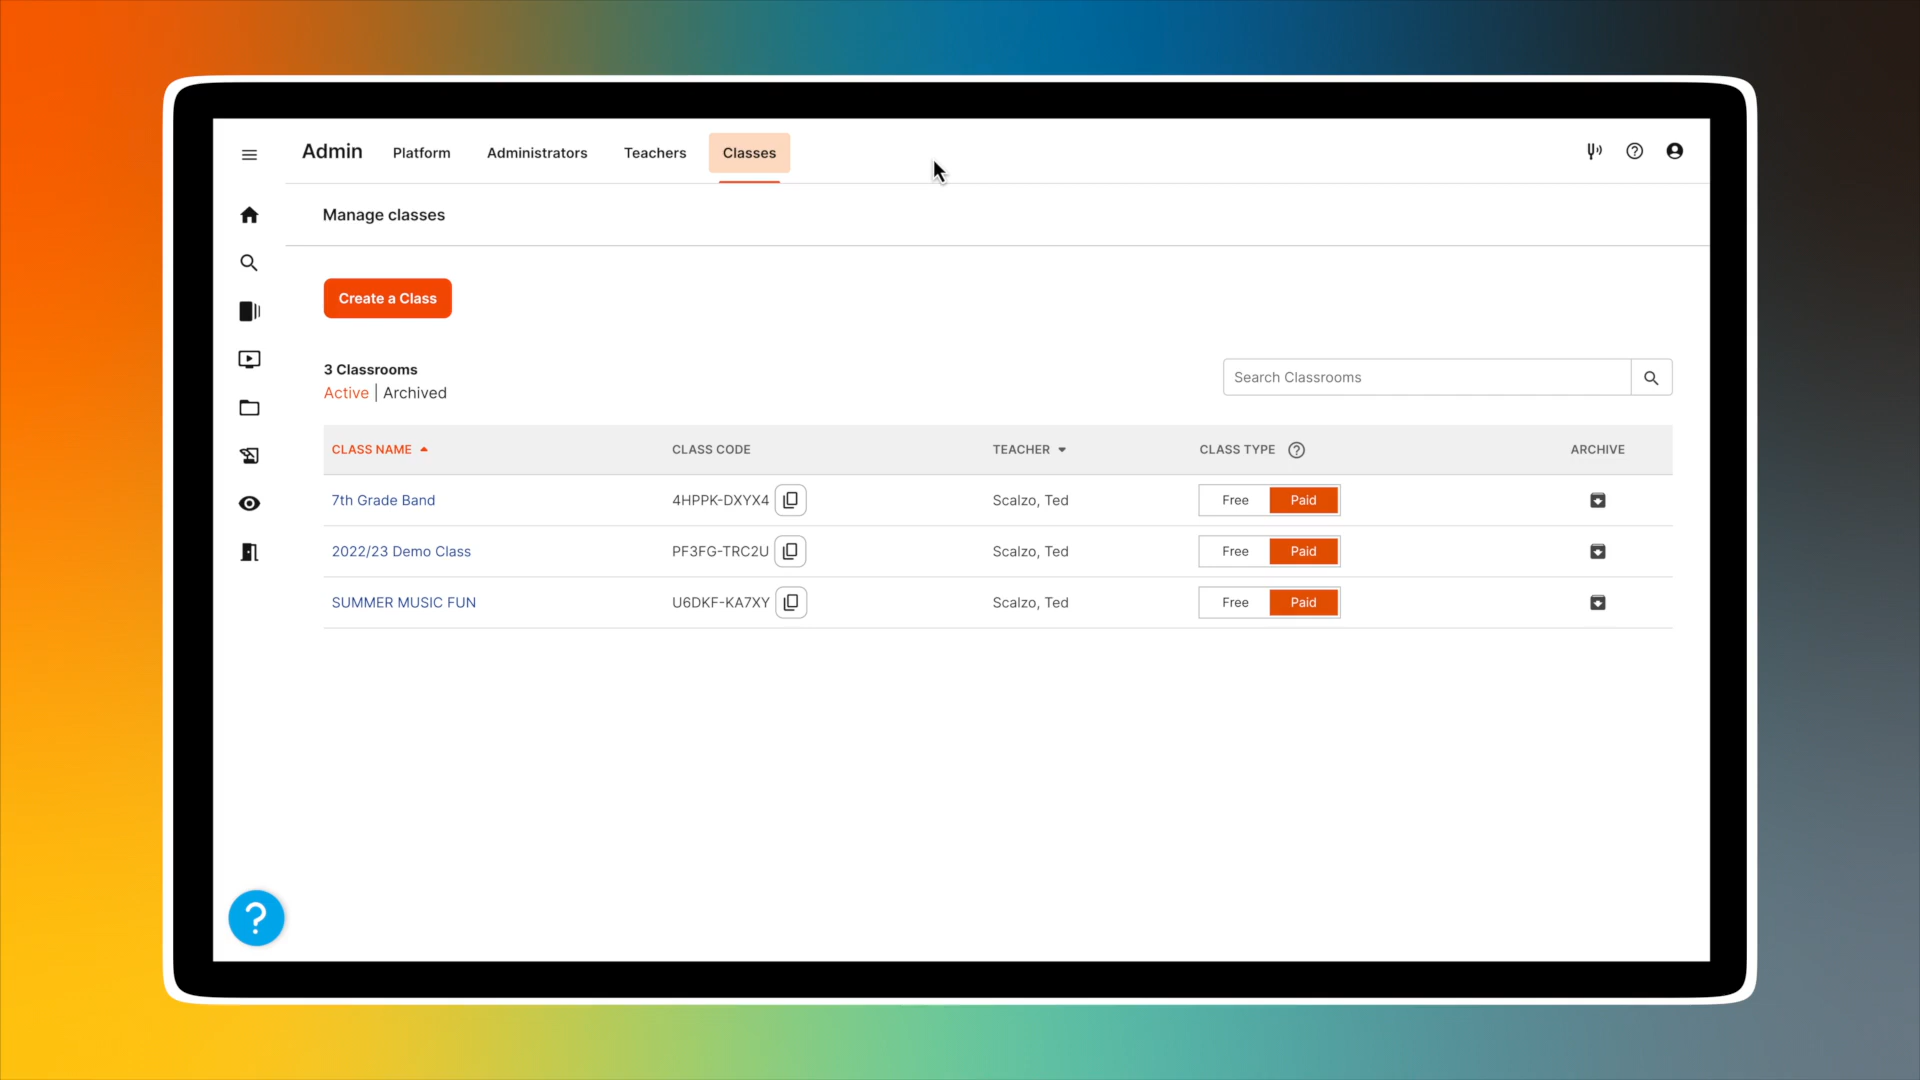 Admin Platform Administrators Teachers Classes
Manage classes
Create a Class
3 Classrooms
Active | Archived
Search Classrooms
CLASS NAME CLASS CODE TEACHER CLASS TYPE ? ARCHIVE
7th Grade Band 4HPPK-DXYX4 Scalzo, Ted Free Paid
2022/23 Demo Class PF3FG-TRC2U Scalzo, Ted Free Paid
SUMMER MUSIC FUN U6DKF-KA7XY Scalzo, Ted Free Paid
?